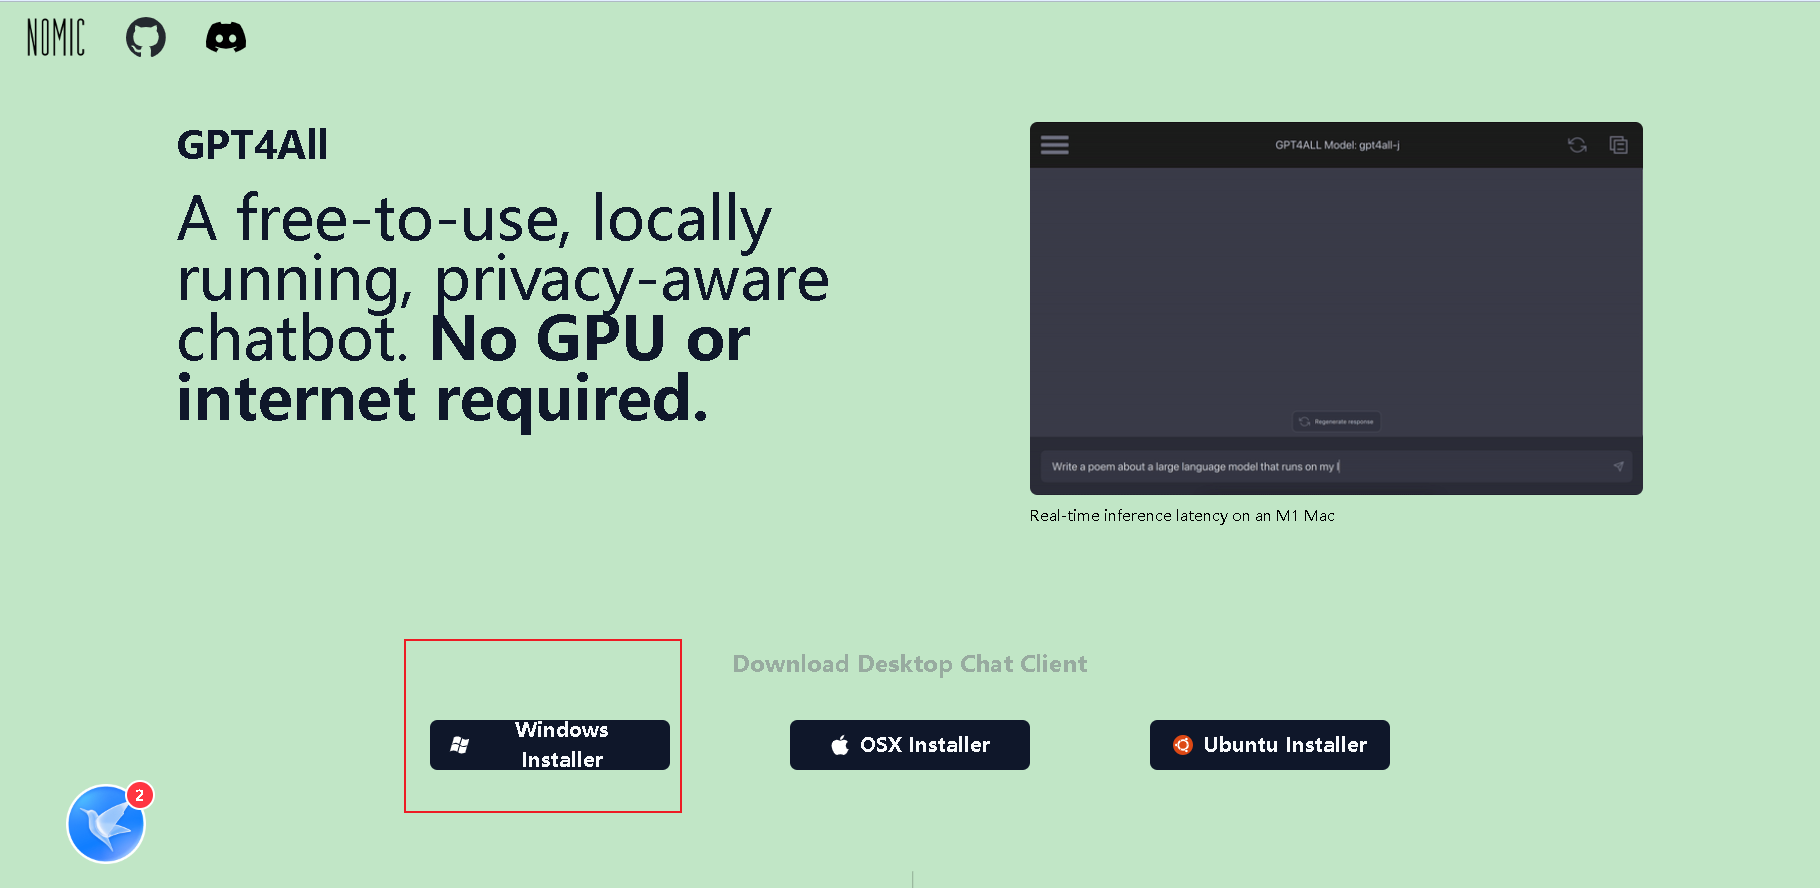 NOMIC
GPT4All
A free-to-use, locally
running, privacy-aware
chatbot. No GPU or
internet required.
GPT4ALL Model: gpt4all-j
Regenerate response
Write a poem about a large language model that runs on my l
Real-time inference latency on an M1 Mac
Download Desktop Chat Client
Windows
Installer
OSX Installer
Ubuntu Installer
2